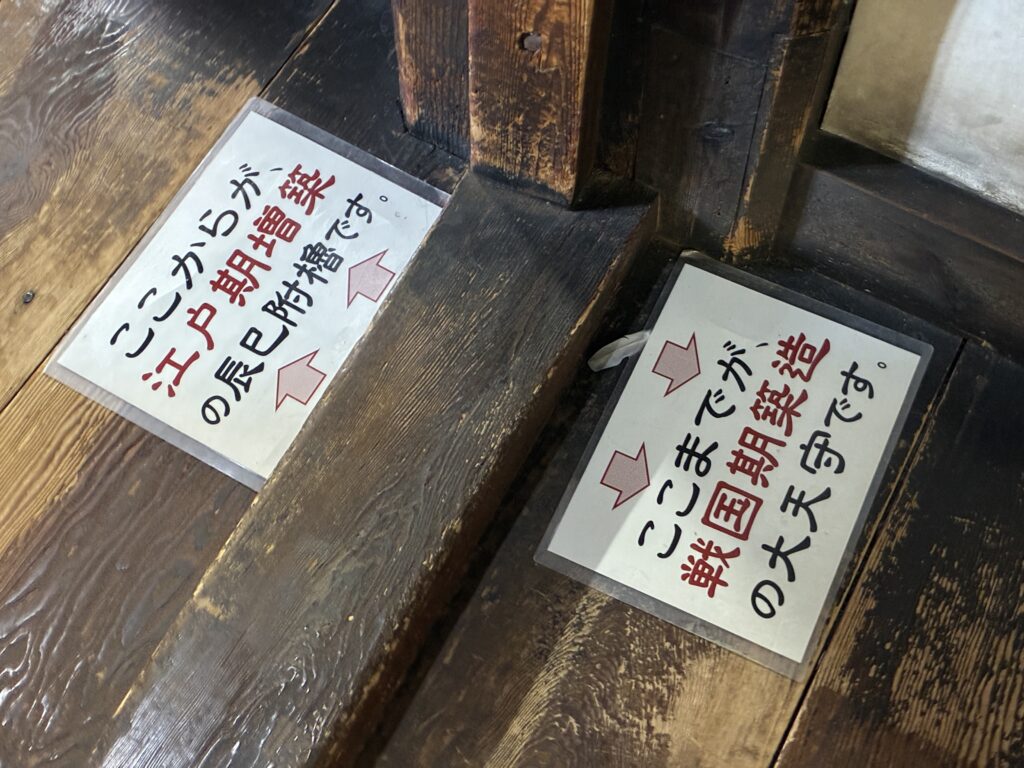 ここからが、
江戸期増築
の辰巳附櫓です。
ここまでが、
戦国期築造
の大天守です。